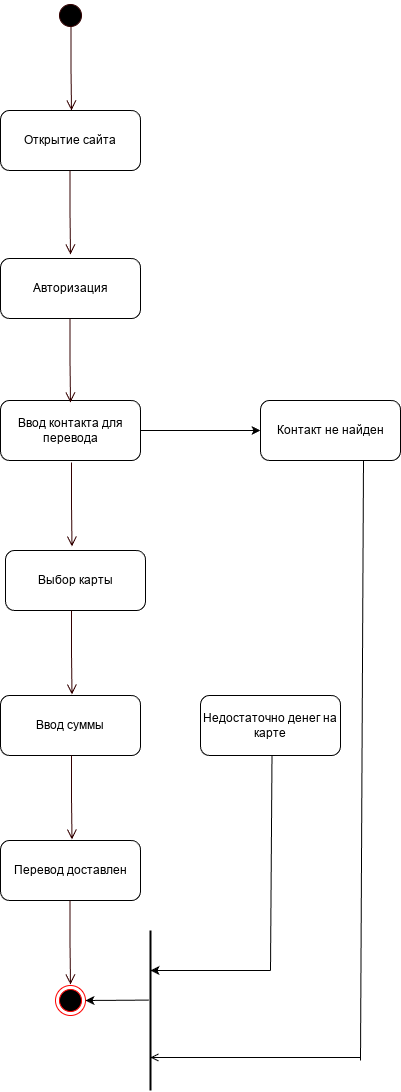 Открытие сайта
Авторизация
Ввод контакта для
перевода
Контакт не найден
Выбор карты
Ввод суммы
Недостаточно денег на
карте
Перевод доставлен